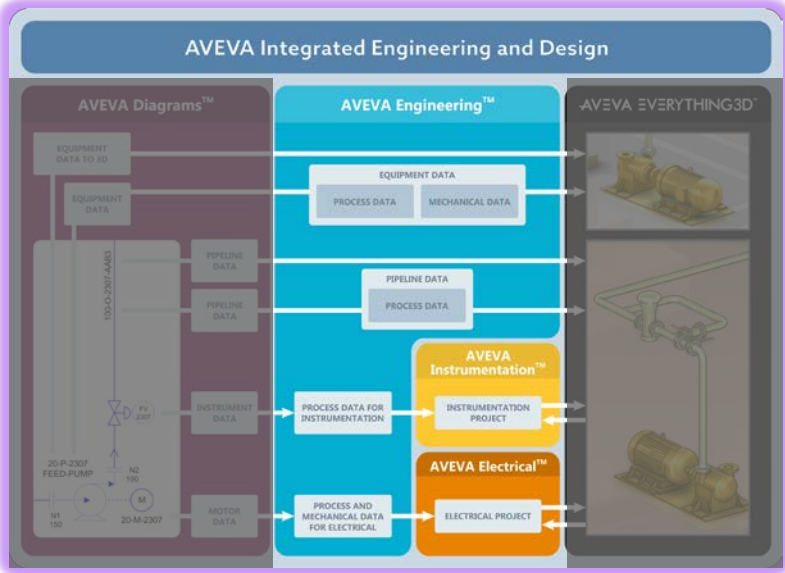 AVEVA Integrated Engineering and Design
AVEVA Diagrams™
EQUIPMENT
DATA TO 3D
EQUIPMENT
DATA
100-O-2307-AAB3
PIPELINE
DATA
PIPELINE
DATA
FV
2307
INSTRUMENT
DATA
20-P-2307
FEED-PUMP
N2
100
N1
150
M
20-M-2307
MOTOR
DATA
AVEVA Engineering™
EQUIPMENT DATA
PROCESS DATA
MECHANICAL DATA
PIPELINE DATA
PROCESS DATA
PROCESS DATA FOR
INSTRUMENTATION
PROCESS AND
MECHANICAL DATA
FOR ELECTRICAL
AVEVA
Instrumentation™
INSTRUMENTATION
PROJECT
AVEVA Electrical™
ELECTRICAL PROJECT
AVEVA EVERYTHING3D™